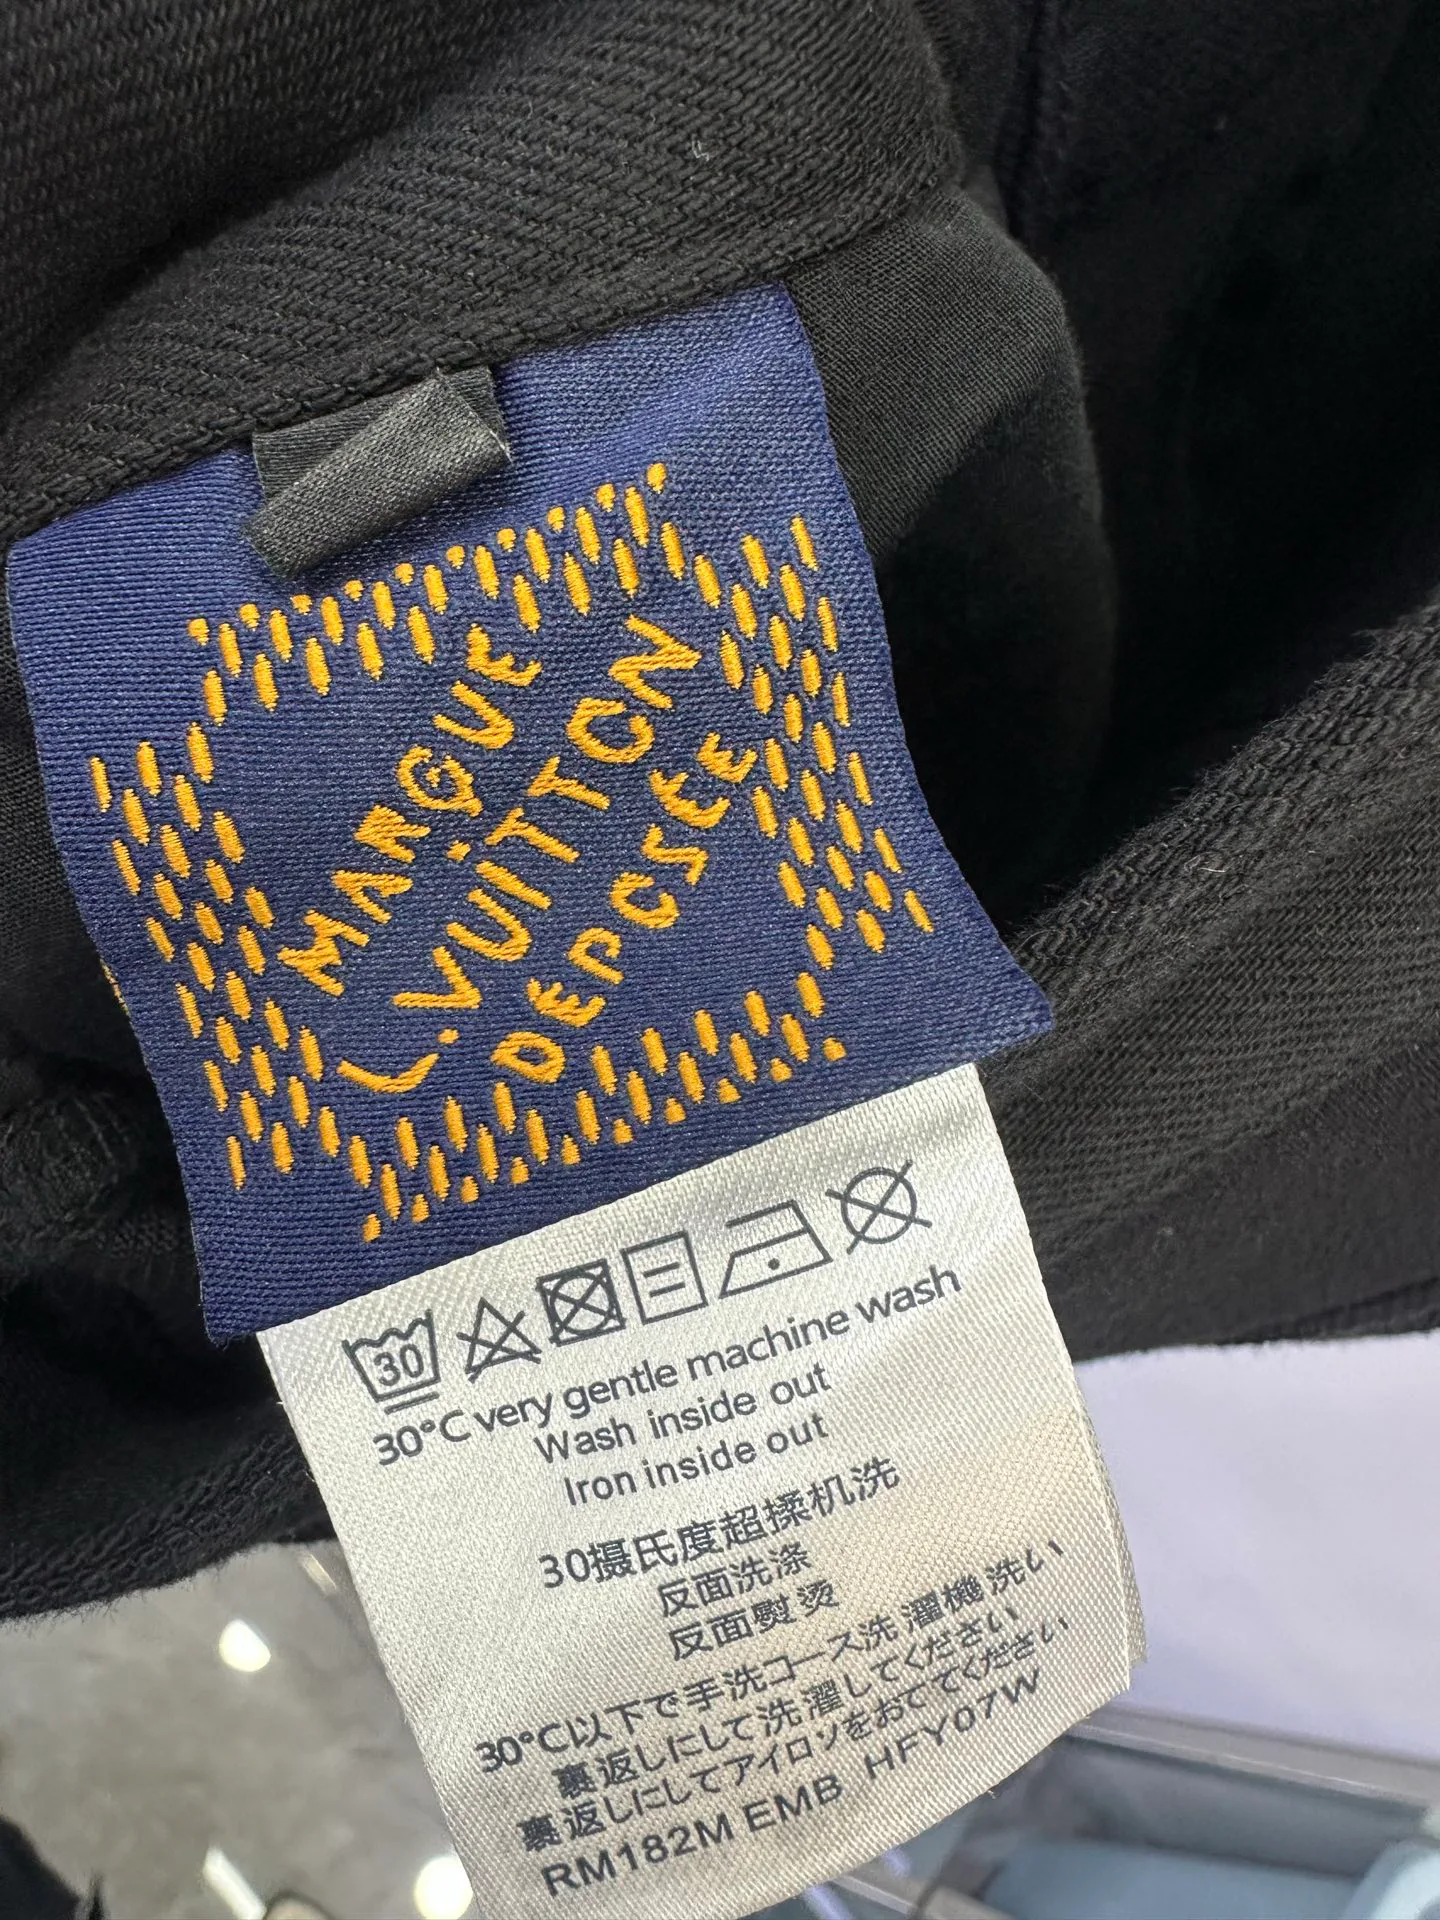 MARQUE
L.VUITTON
DEPOSEE
30
30°C very gentle machine wash
Wash inside out
Iron inside out
30摄氏度超揉机洗
反面洗涤
反面熨烫
30°C以下で手洗コース洗濯機洗い
裏返しにして洗濯してください
裏返しにしてアイロンをおててください
RM182M EMB HFY07W